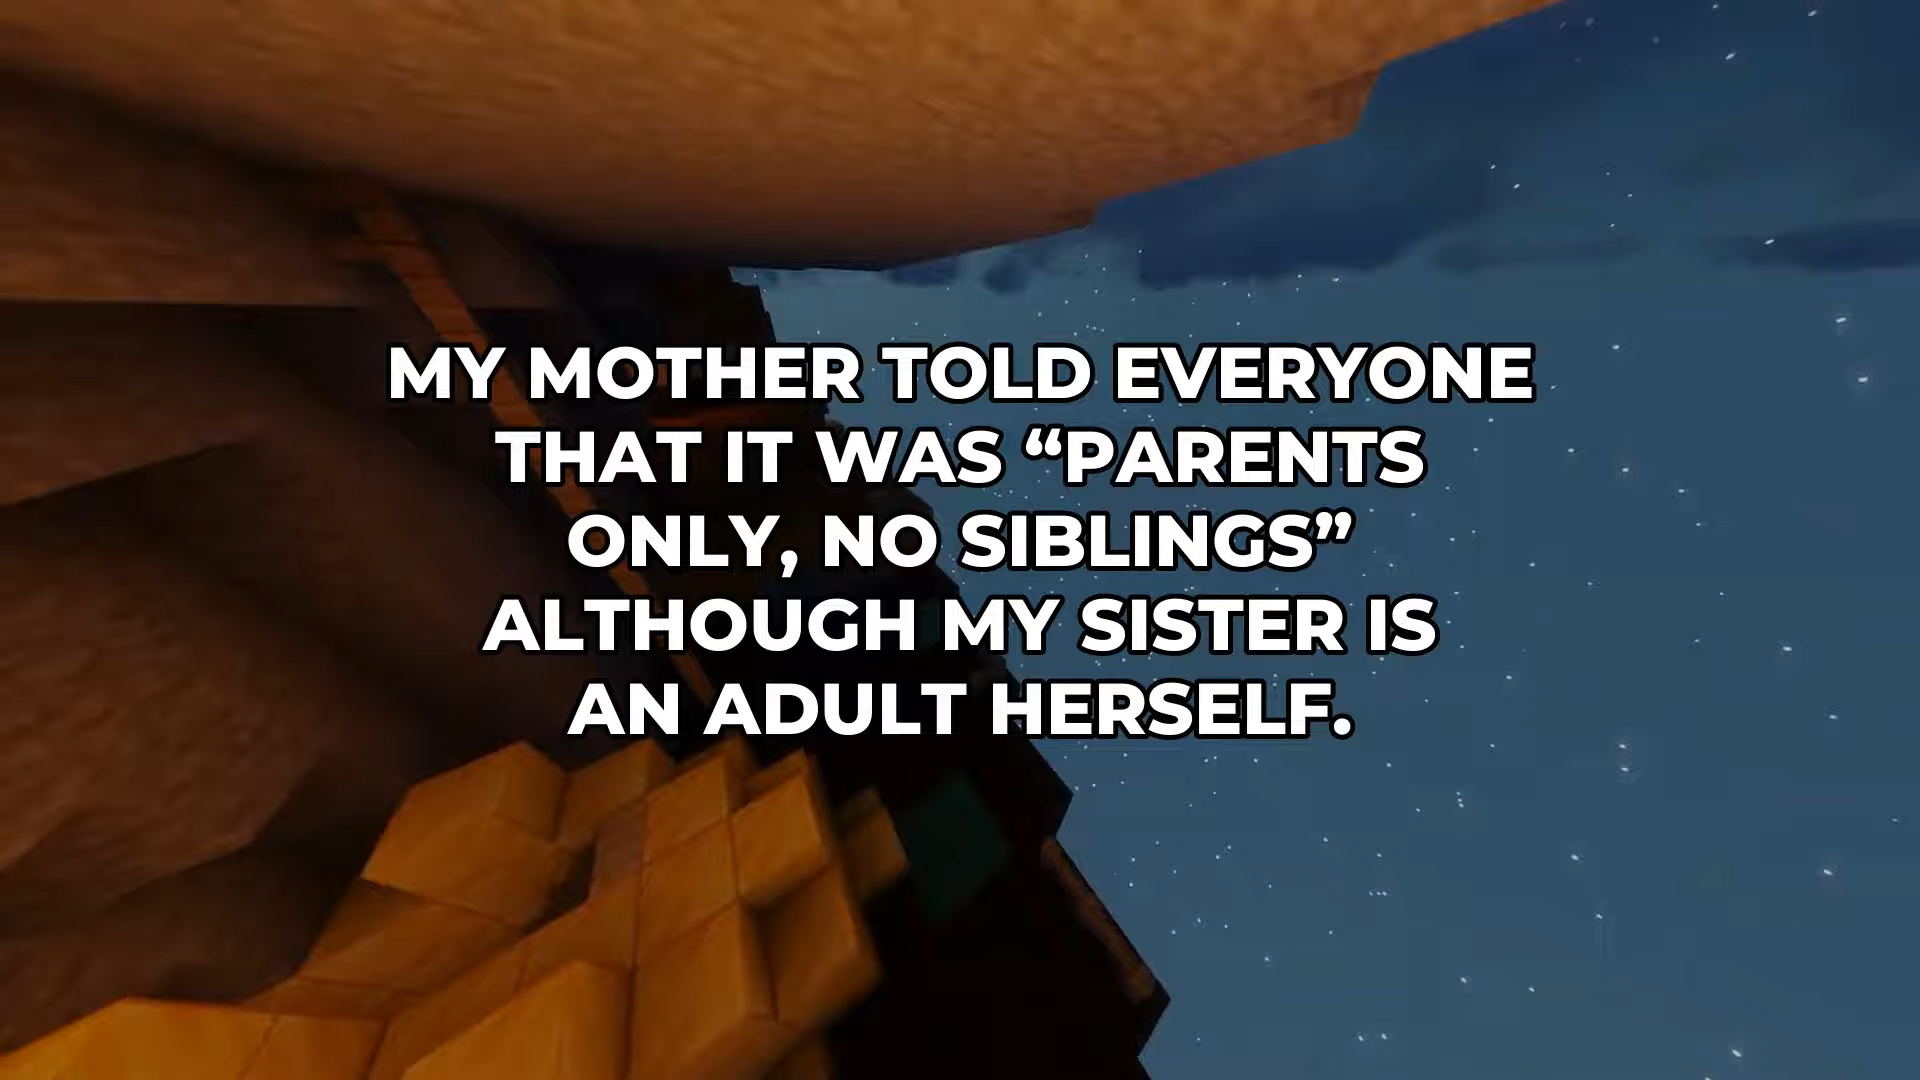 MY MOTHER TOLD EVERYONE
THAT IT WAS “PARENTS
ONLY, NO SIBLINGS”
ALTHOUGH MY SISTER IS
AN ADULT HERSELF.